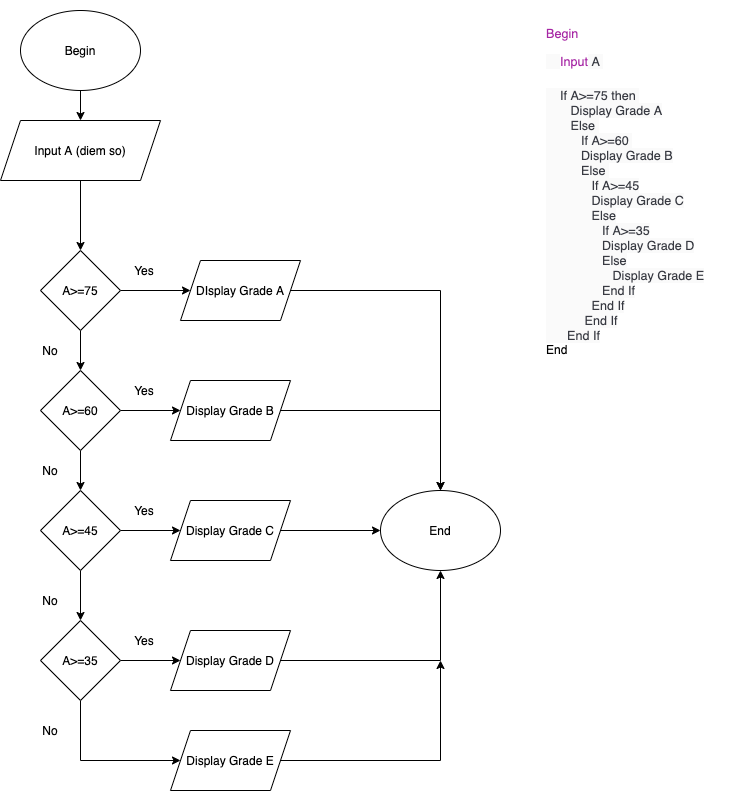 Begin
Input A (diem so)
A>=75
Yes
DIsplay Grade A
No
A>=60
Yes
Display Grade B
No
A>=45
Yes
Display Grade C
End
No
A>=35
Yes
Display Grade D
No
Display Grade E
Begin
Input A
If A>=75 then
Display Grade A
Else
If A>=60
Display Grade B
Else
If A>=45
Display Grade C
Else
If A>=35
Display Grade D
Else
Display Grade E
End If
End If
End If
End If
End